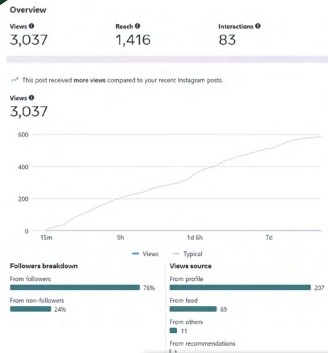 Overview
Views Reach Interactions
3,037 1,416 83
This post received more views compared to your recent Instagram posts.
Views
3,037
600
400
200
0
15m 9h 1d 6h 7d
Views Typical
Followers breakdown
From followers
76%
From non-followers
24%
Views source
From profile
207
From feed
69
From others
11
From recommendations
1